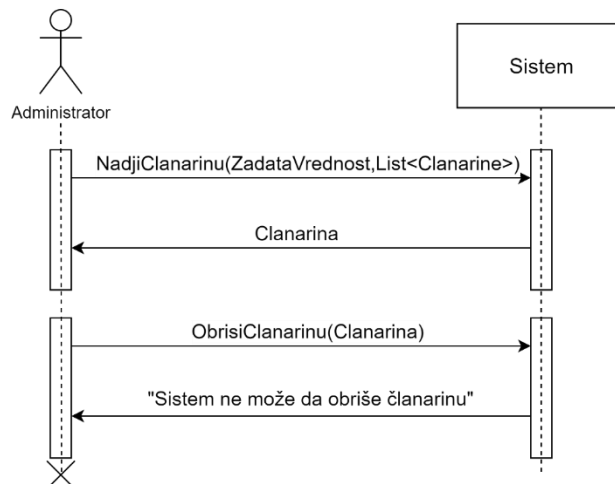 Sistem
Administrator
NadjiClanarinu(ZadataVrednost,List<Clanarine>)
Clanarina
ObrisiClanarinu(Clanarina)
"Sistem ne može da obriše članarinu"